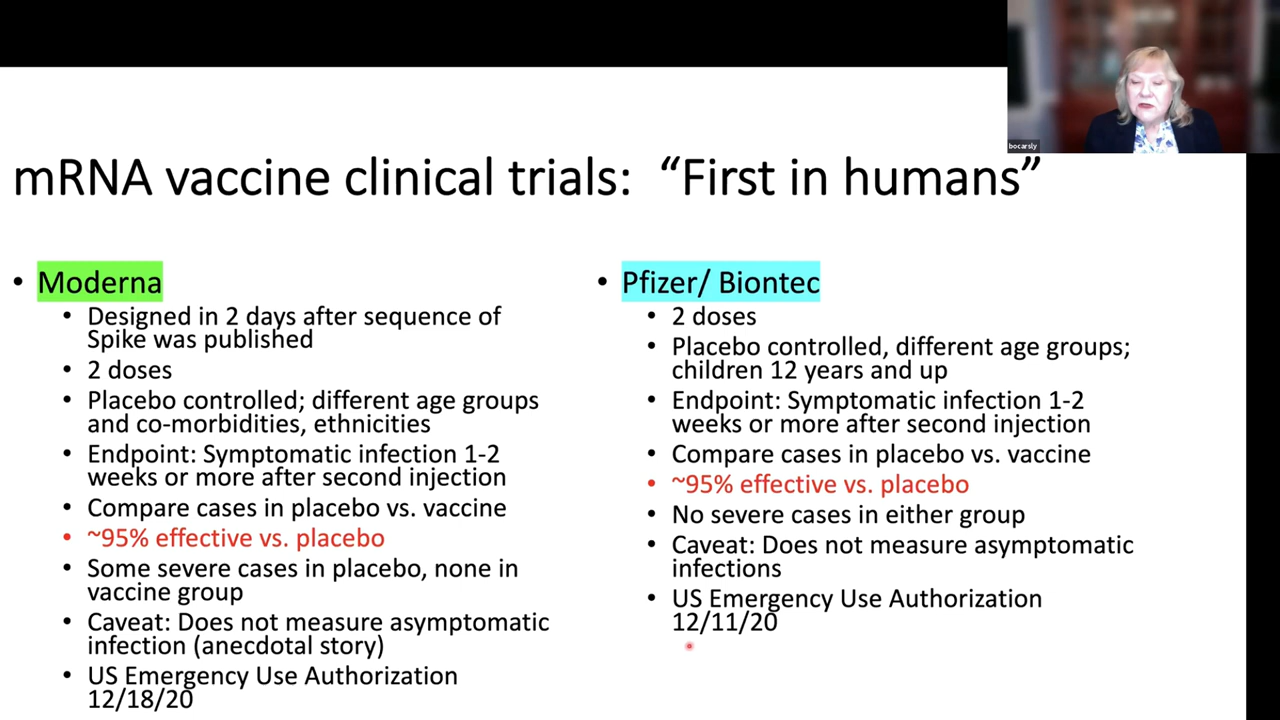 bocarsly
mRNA vaccine clinical trials: “First in humans”
• Moderna
• Designed in 2 days after sequence of
Spike was published
• 2 doses
• Placebo controlled; different age groups
and co-morbidities, ethnicities
• Endpoint: Symptomatic infection 1-2
weeks or more after second injection
• Compare cases in placebo vs. vaccine
• ~95% effective vs. placebo
• Some severe cases in placebo, none in
vaccine group
• Caveat: Does not measure asymptomatic
infection (anecdotal story)
• US Emergency Use Authorization
12/18/20
• Pfizer/ Biontec
• 2 doses
• Placebo controlled, different age groups;
children 12 years and up
• Endpoint: Symptomatic infection 1-2
weeks or more after second injection
• Compare cases in placebo vs. vaccine
• ~95% effective vs. placebo
• No severe cases in either group
• Caveat: Does not measure asymptomatic
infections
• US Emergency Use Authorization
12/11/20